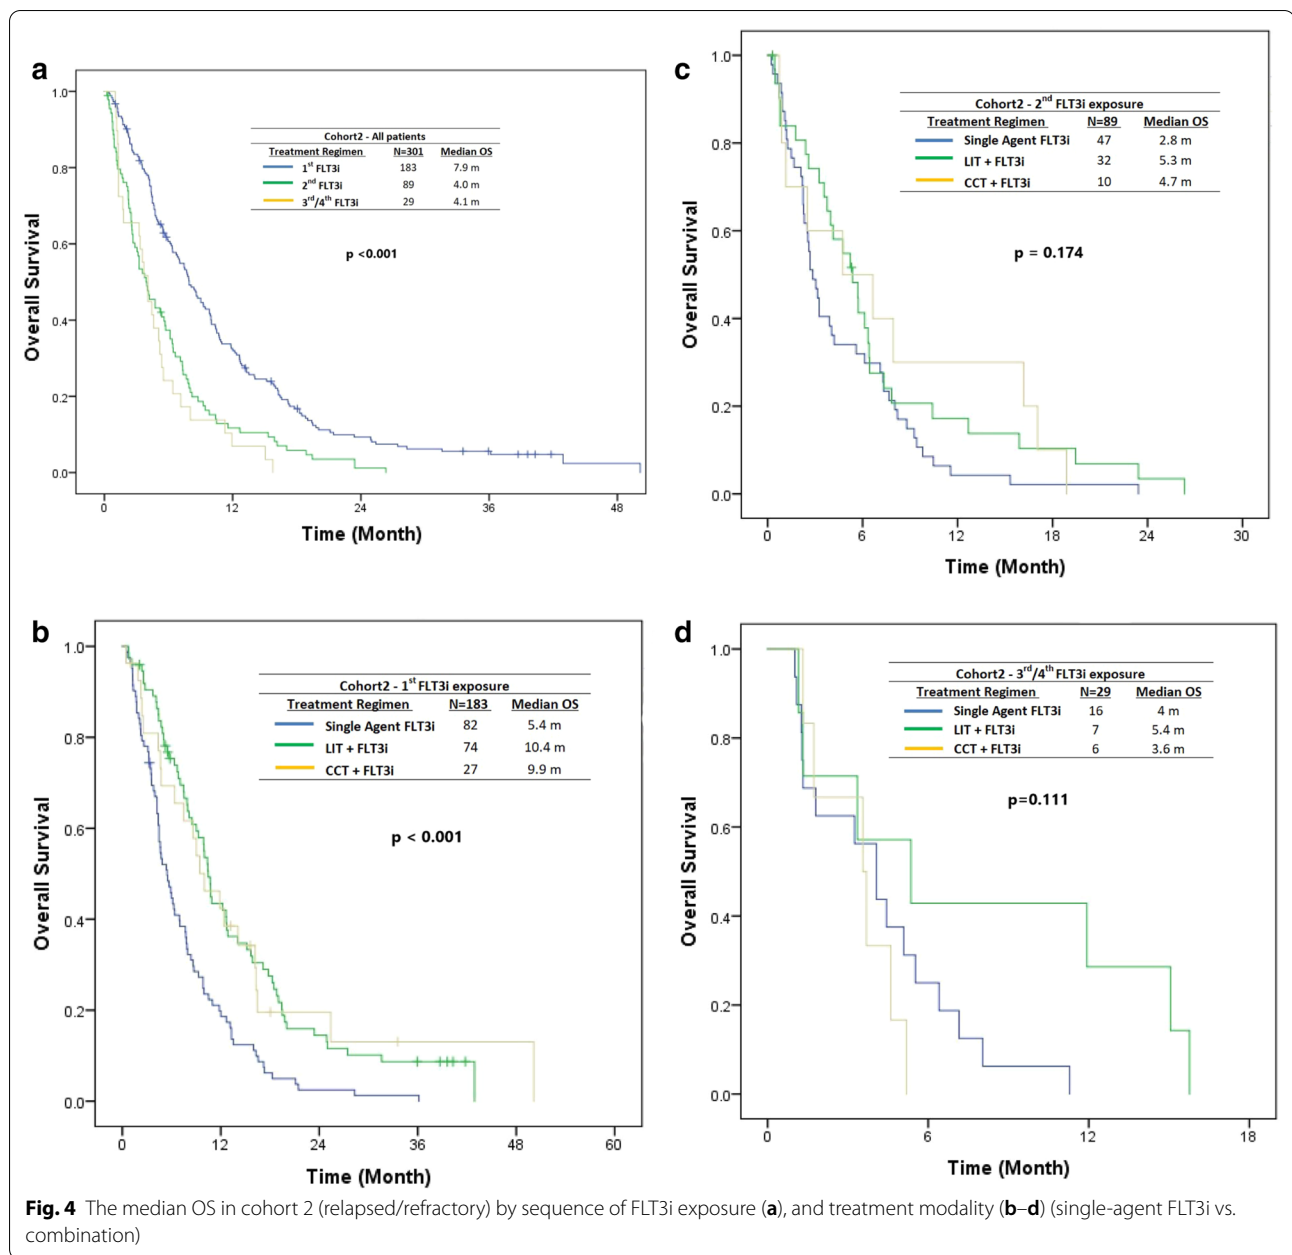 a
Cohort2 - All patients
Treatment Regimen N=301 Median OS
1st FLT3i 183 7.9 m
2nd FLT3i 89 4.0 m
3rd/4th FLT3i 29 4.1 m
p <0.001
Overall Survival
1.0
0.8
0.6
0.4
0.2
0.0
0 12 24 36 48
Time (Month)
c
Cohort2 - 2nd FLT3i exposure
Treatment Regimen N=89 Median OS
Single Agent FLT3i 47 2.8 m
LIT + FLT3i 32 5.3 m
CCT + FLT3i 10 4.7 m
p = 0.174
Overall Survival
1.0
0.8
0.6
0.4
0.2
0.0
0 6 12 18 24 30
Time (Month)
b
Cohort2 - 1st FLT3i exposure
Treatment Regimen N=183 Median OS
Single Agent FLT3i 82 5.4 m
LIT + FLT3i 74 10.4 m
CCT + FLT3i 27 9.9 m
p < 0.001
Overall Survival
1.0
0.8
0.6
0.4
0.2
0.0
0 12 24 36 48 60
Time (Month)
d
Cohort2 - 3rd/4th FLT3i exposure
Treatment Regimen N=29 Median OS
Single Agent FLT3i 16 4 m
LIT + FLT3i 7 5.4 m
CCT + FLT3i 6 3.6 m
p=0.111
Overall Survival
1.0
0.8
0.6
0.4
0.2
0.0
0 6 12 18
Time (Month)
Fig. 4 The median OS in cohort 2 (relapsed/refractory) by sequence of FLT3i exposure (a), and treatment modality (b–d) (single-agent FLT3i vs.
combination)